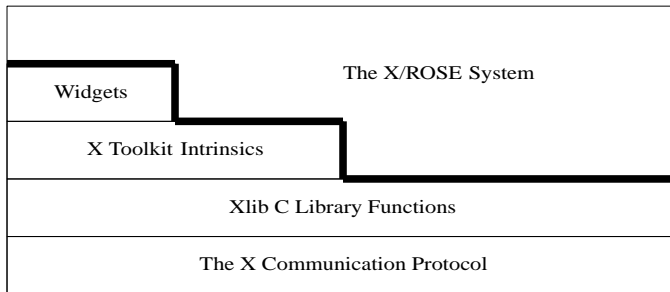 The X/ROSE System
Widgets
X Toolkit Intrinsics
Xlib C Library Functions
The X Communication Protocol